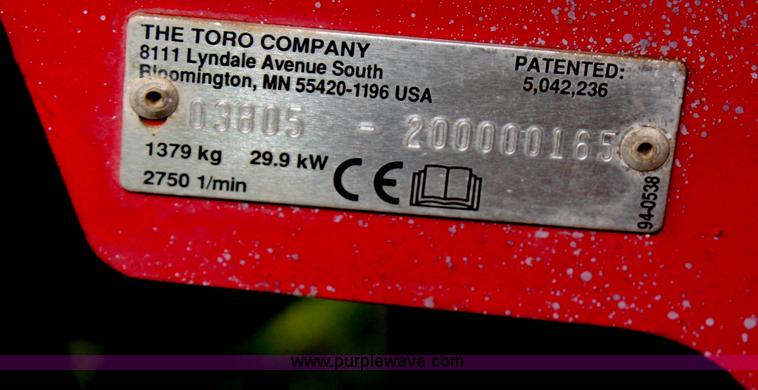 THE TORO COMPANY
8111 Lyndale Avenue South
Bloomington, MN 55420-1196 USA
PATENTED:
5,042,236
03805 - 200000165
1379 kg 29.9 kW
2750 1/min
CE
94-0538
www.purplewave.com